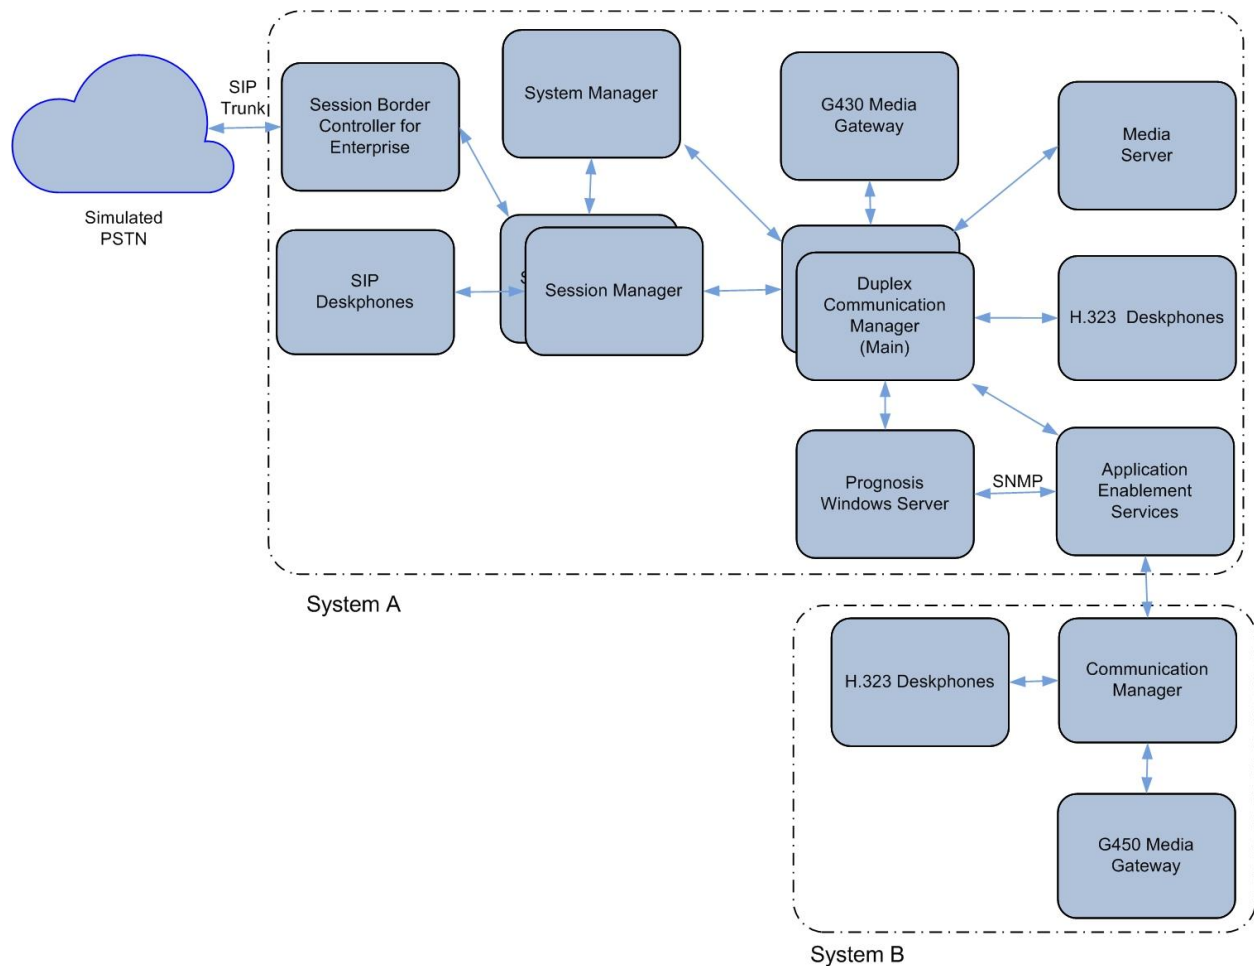 SIP
Trunk
Simulated
PSTN
Session Border
Controller for
Enterprise
System Manager
G430 Media
Gateway
Media
Server
SIP
Deskphones
S
Session Manager
Duplex
Communication
Manager
(Main)
H.323  Deskphones
Prognosis
Windows Server
SNMP
Application
Enablement
Services
System A
H.323 Deskphones
Communication
Manager
G450 Media
Gateway
System B